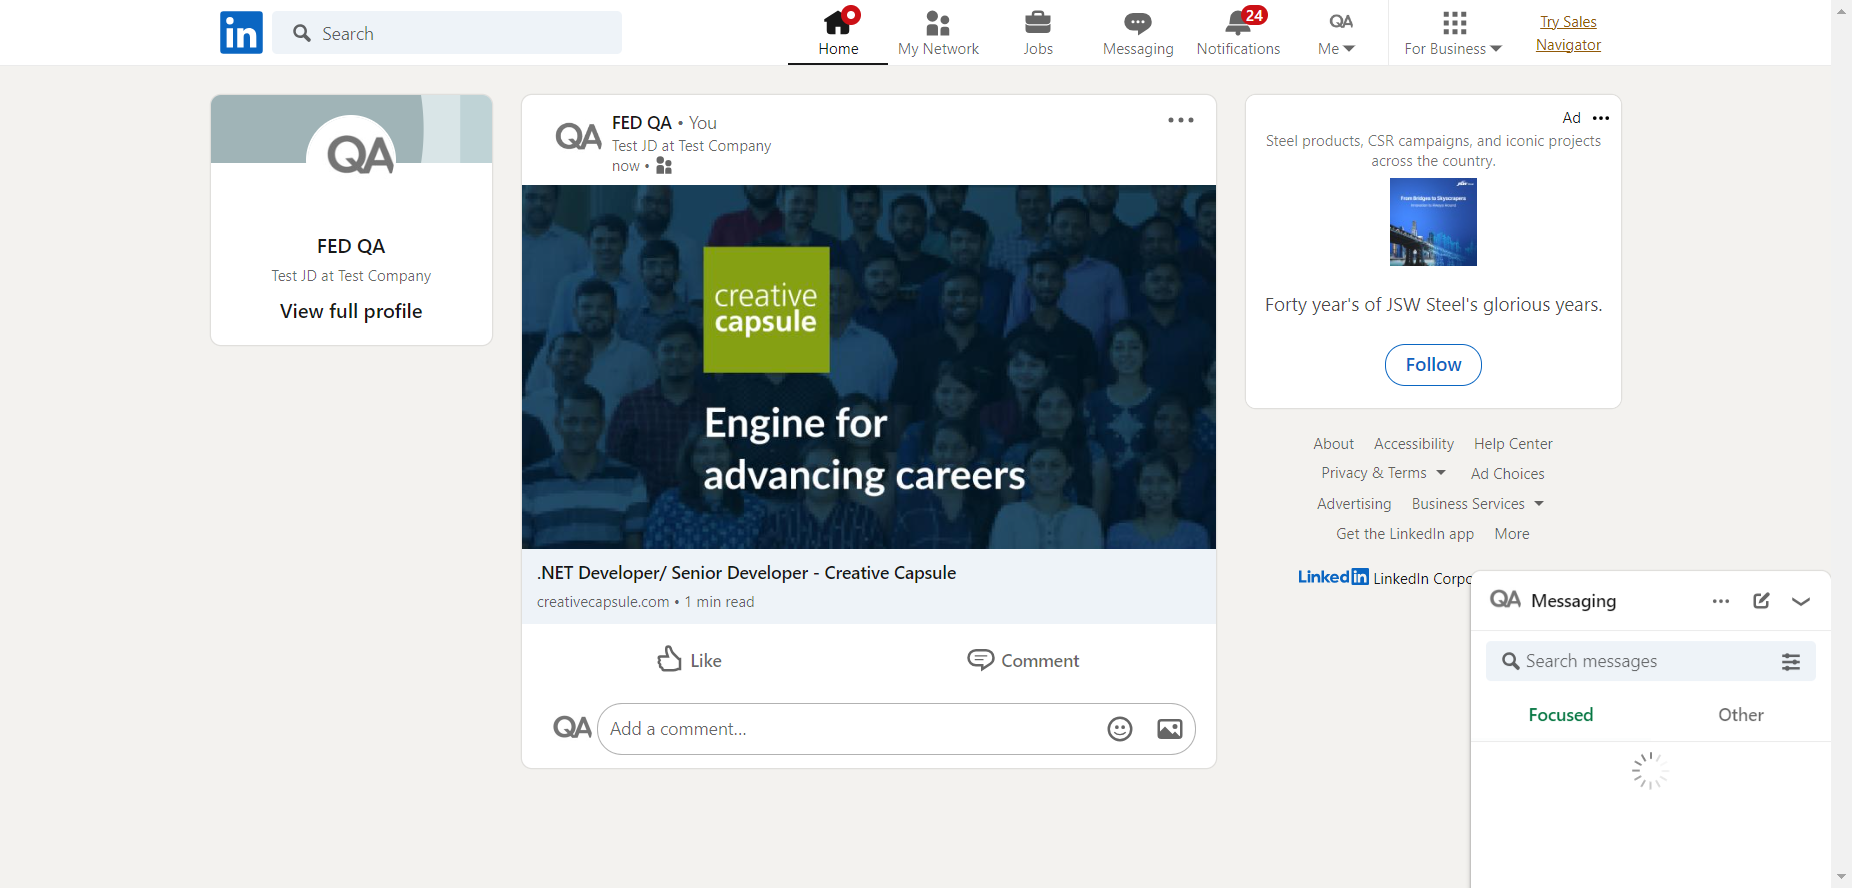 in
Search
Home
My Network
Jobs
Messaging
24
Notifications
QA
Me
For Business
Try Sales
Navigator
QA
FED QA
Test JD at Test Company
View full profile
QA
FED QA • You
Test JD at Test Company
now •
creative
capsule
Engine for
advancing careers
.NET Developer/ Senior Developer - Creative Capsule
creativecapsule.com • 1 min read
Like
Comment
QA
Add a comment...
Ad
Steel products, CSR campaigns, and iconic projects
across the country.
From Bridges to Skyscrapers
Forty year's of JSW Steel's glorious years.
Follow
About Accessibility Help Center
Privacy & Terms Ad Choices
Advertising Business Services
Get the LinkedIn app More
LinkedIn LinkedIn Corpo
QA Messaging
Search messages
Focused
Other